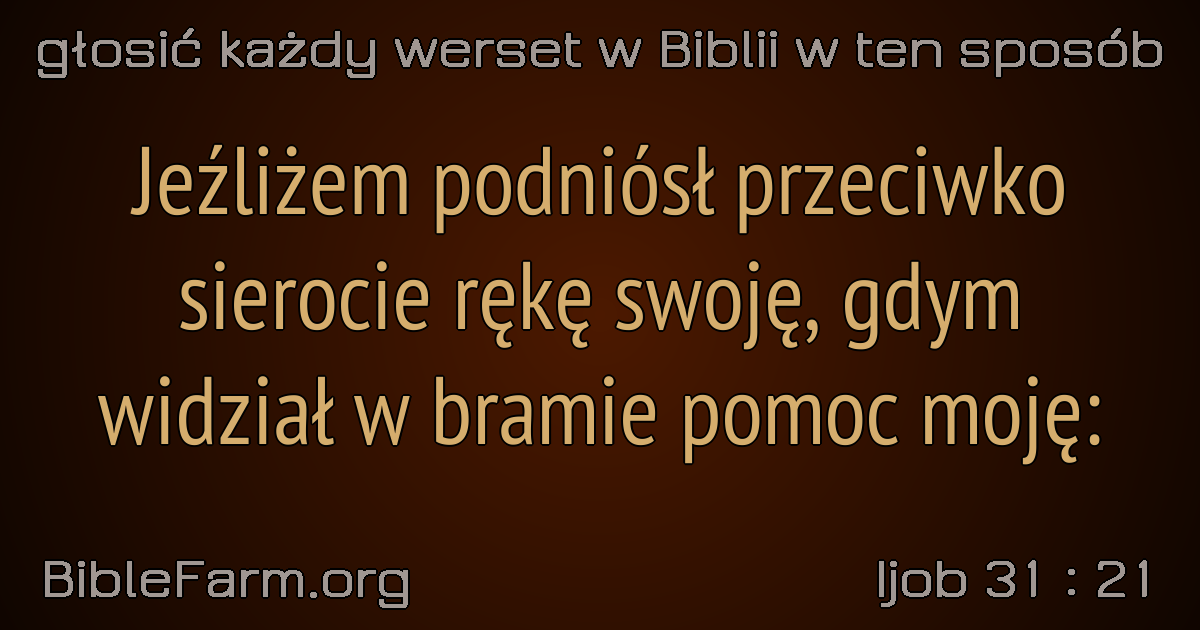 głosić każdy werset w Biblii w ten sposób
Jeźliżem podniósł przeciwko
sierocie rękę swoję, gdym
widział w bramie pomoc moję:
BibleFarm.org
Ijob 31 : 21